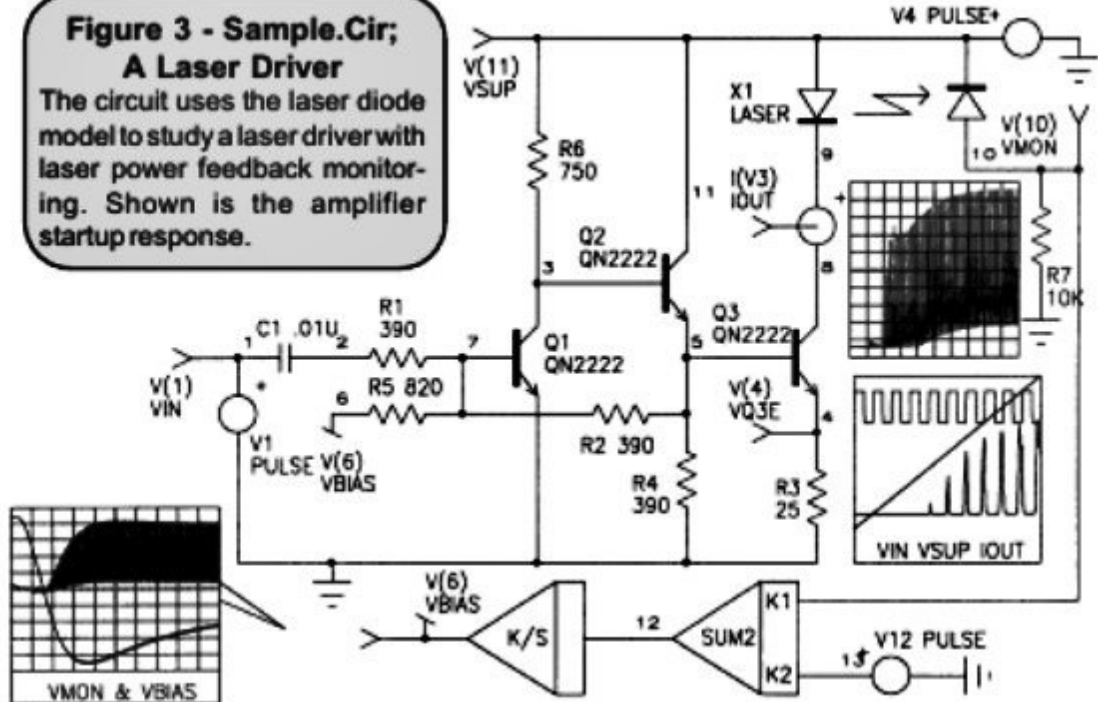 Figure 3 - Sample.Cir;
A Laser Driver
The circuit uses the laser diode
model to study a laser driver with
laser power feedback monitor-
ing. Shown is the amplifier
startup response.
V4 PULSE+
V(11)
VSUP
R6
750
X1
LASER
V(10)
VMON
10
9
11
I(V3)
IOUT
+
8
R7
10K
Q2
QN2222
3
Q3
QN2222
5
C1 .01U
R1
390
1
2
7
Q1
QN2222
V(1)
VIN
+
R5 820
6
V(4)
VQ3E
4
V1
PULSE
V(6)
VBIAS
R2 390
R4
390
R3
25
VIN VSUP IOUT
V(6)
VBIAS
K/S
12
SUM2
K1
K2
13
+
V12 PULSE
VMON & VBIAS